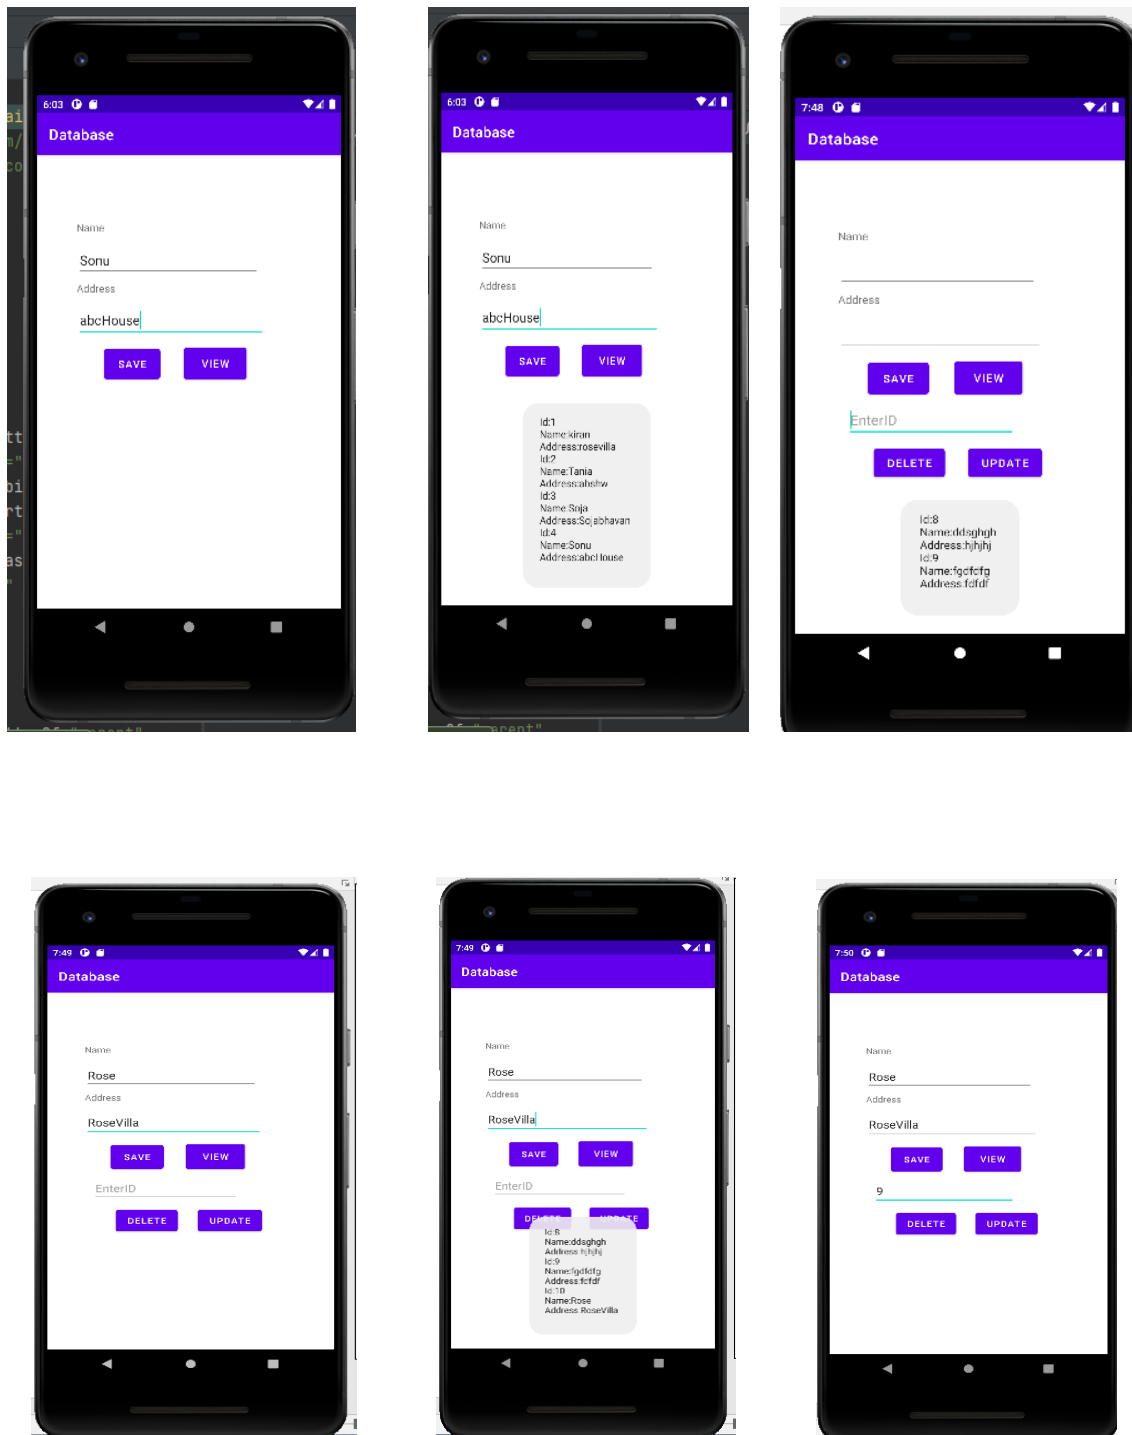 6:03
Database
Name
Sonu
Address
abcHouse
SAVE VIEW
6:03
Database
Name
Sonu
Address
abcHouse
SAVE VIEW
Id:1
Name:kiran
Address:rosevilla
Id:2
Name:Tania
Address:abshw
Id:3
Name:Soja
Address:Sojabhavan
Id:4
Name:Sonu
Address:abcHouse
7:48
Database
Name
Address
SAVE VIEW
EnterID
DELETE UPDATE
Id:8
Name:ddsghgh
Address:hjhjhj
Id:9
Name:fgdfdfg
Address:fdfdf
7:49
Database
Name
Rose
Address
RoseVilla
SAVE VIEW
EnterID
DELETE UPDATE
7:49
Database
Name
Rose
Address
RoseVilla
SAVE VIEW
EnterID
DELETE UPDATE
Id:8
Name:ddsghgh
Address:hjhjhj
Id:9
Name:fgdfdfg
Address:fdfdf
Id:10
Name:Rose
Address:RoseVilla
7:50
Database
Name
Rose
Address
RoseVilla
SAVE VIEW
9
DELETE UPDATE